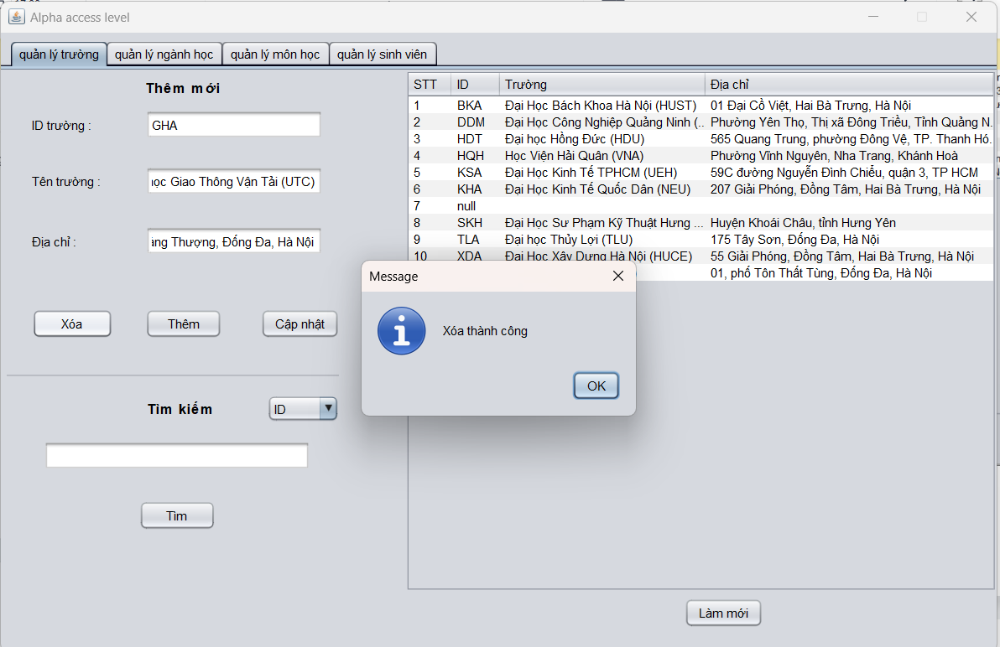 Alpha access level
quản lý trường quản lý ngành học quản lý môn học quản lý sinh viên
Thêm mới
ID trường : GHA
Tên trường : học Giao Thông Vận Tải (UTC)
Địa chỉ : Thượng, Đống Đa, Hà Nội
Xóa Thêm Cập nhật
Tìm kiếm ID
Tìm
STT ID Trường Địa chỉ
1 BKA Đại Học Bách Khoa Hà Nội (HUST) 01 Đại Cồ Việt, Hai Bà Trưng, Hà Nội
2 DDM Đại Học Công Nghiệp Quảng Ninh (... Phường Yên Thọ, Thị xã Đông Triều, Tỉnh Quảng N...
3 HDT Đại học Hồng Đức (HDU) 565 Quang Trung, phường Đông Vệ, TP. Thanh Hó...
4 HQH Học Viện Hải Quân (VNA) Phường Vĩnh Nguyên, Nha Trang, Khánh Hoà
5 KSA Đại Học Kinh Tế TPHCM (UEH) 59C đường Nguyễn Đình Chiểu, quận 3, TP HCM
6 KHA Đại Học Kinh Tế Quốc Dân (NEU) 207 Giải Phóng, Đồng Tâm, Hai Bà Trưng, Hà Nội
7 null
8 SKH Đại Học Sư Phạm Kỹ Thuật Hưng ... Huyện Khoái Châu, tỉnh Hưng Yên
9 TLA Đại học Thủy Lợi (TLU) 175 Tây Sơn, Đống Đa, Hà Nội
10 XDA Đại Học Xây Dựng Hà Nội (HUCE) 55 Giải Phóng, Đồng Tâm, Hai Bà Trưng, Hà Nội
01, phố Tôn Thất Tùng, Đống Đa, Hà Nội
Message
Xóa thành công
OK
Làm mới